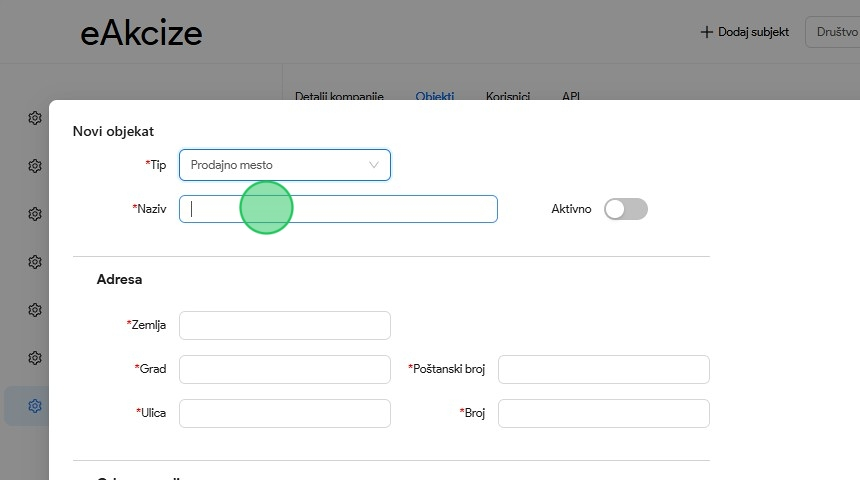 eAkcize
Dodaj subjekt
Društvo
Detalji kompanije Objekti Korisnici API
Novi objekat
*Tip Prodajno mesto
*Naziv Aktivno
Adresa
*Zemlja
*Grad *Poštanski broj
*Ulica *Broj